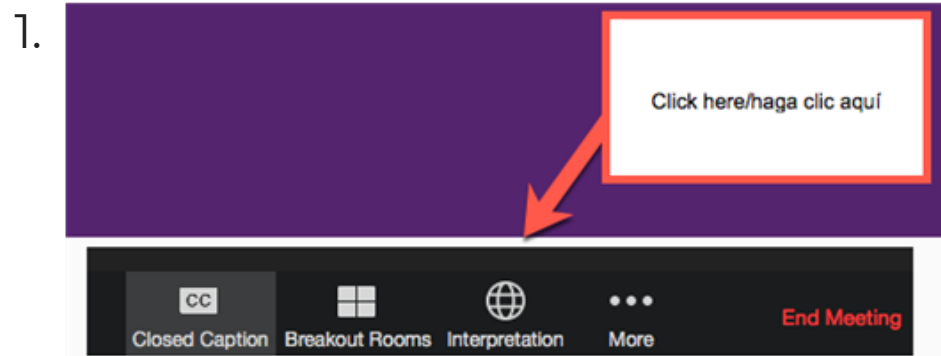 1.
Click here/haga clic aquí
CC
Closed Caption Breakout Rooms Interpretation More End Meeting